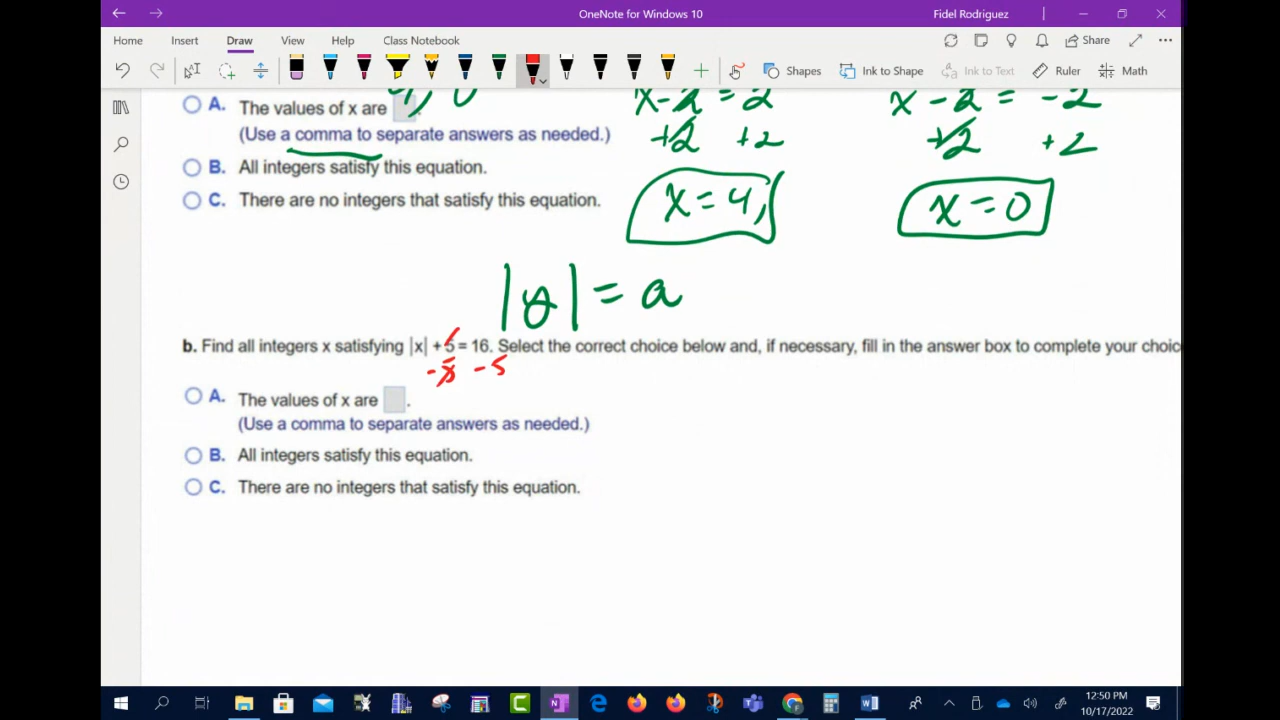 OneNote for Windows 10
Fidel Rodriguez
Home Insert Draw View Help Class Notebook
Share
Shapes Ink to Shape Ink to Text Ruler Math
x-2 = 2
x - 2 = -2
A. The values of x are
(Use a comma to separate answers as needed.)
+2 +2
+2 +2
B. All integers satisfy this equation.
C. There are no integers that satisfy this equation.
x = 4,
x = 0
= a
b. Find all integers x satisfying |x| + 5 = 16. Select the correct choice below and, if necessary, fill in the answer box to complete your choic
-5 -5
A. The values of x are .
(Use a comma to separate answers as needed.)
B. All integers satisfy this equation.
C. There are no integers that satisfy this equation.
12:50 PM
10/17/2022